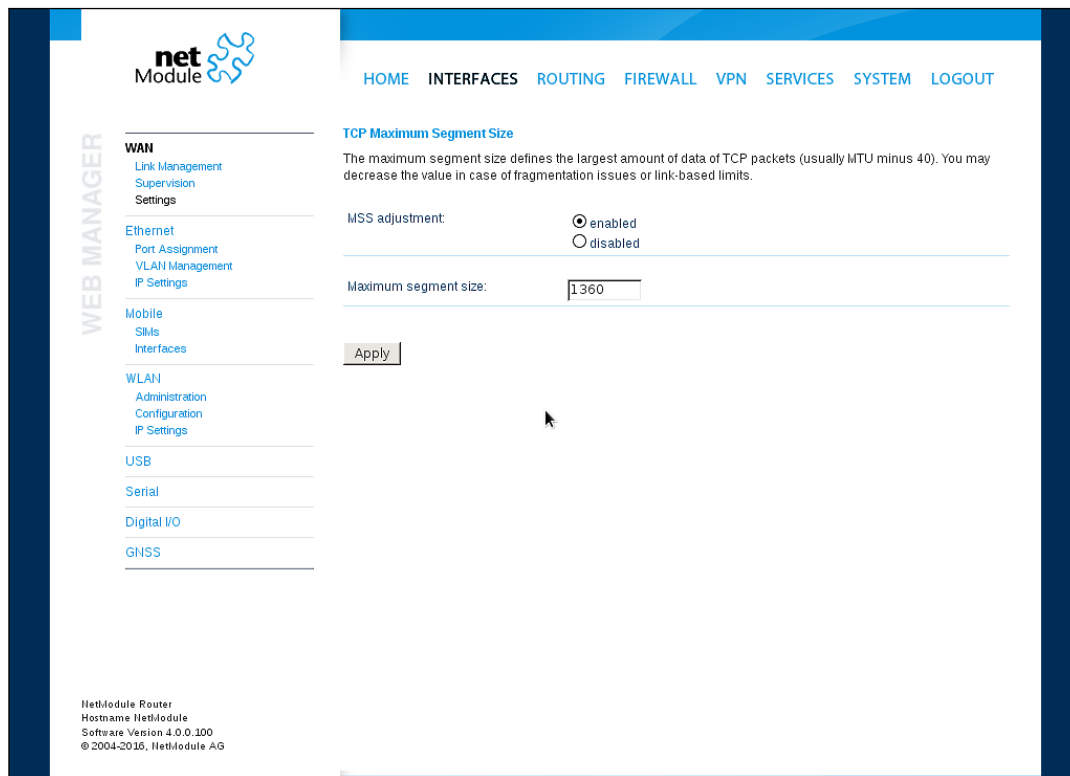 net
Module
HOME INTERFACES ROUTING FIREWALL VPN SERVICES SYSTEM LOGOUT
WEB MANAGER
WAN
Link Management
Supervision
Settings
Ethernet
Port Assignment
VLAN Management
IP Settings
Mobile
SIMs
Interfaces
WLAN
Administration
Configuration
IP Settings
USB
Serial
Digital I/O
GNSS
TCP Maximum Segment Size
The maximum segment size defines the largest amount of data of TCP packets (usually MTU minus 40). You may
decrease the value in case of fragmentation issues or link-based limits.
MSS adjustment:
enabled
disabled
Maximum segment size: 1360
Apply
NetModule Router
Hostname NetModule
Software Version 4.0.0.100
© 2004-2016, NetModule AG